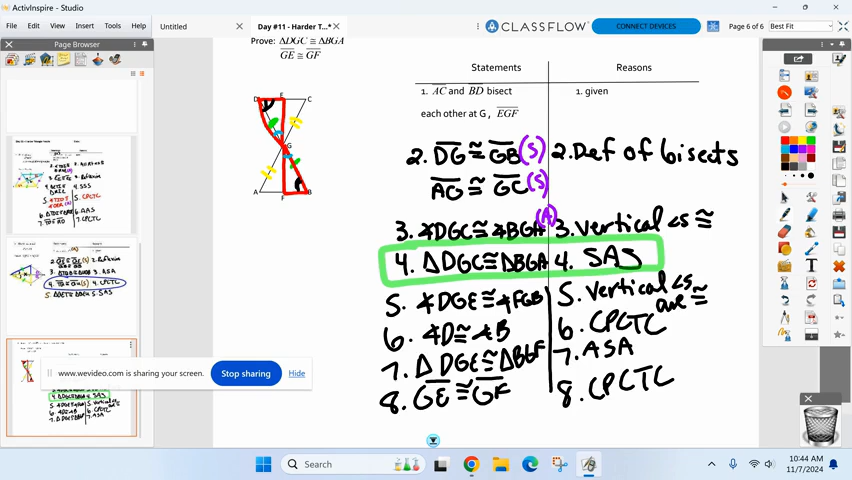 ActivInspire - Studio
File Edit View Insert Tools Help
Untitled
Day #11 - Harder T...*
CLASSFLOW
CONNECT DEVICES
Page 6 of 6
Best Fit
Page Browser
Prove: ΔDGC ≅ ΔBGA
GE ≅ GF
Statements
Reasons
1. AC and BD bisect
each other at G , EGF
1. given
D E C
G
A F B
2. DG ≅ GB (S)
2. Def of bisects
AG ≅ GC (S)
(A)
3. ∡DGC ≅ ∡BGA
3. Vertical ∠s ≅
4. ΔDGC ≅ ΔBGA
4. SAS
5. ∡DGE ≅ ∡FGB
5. Vertical ∠s
are ≅
6. ∡D ≅ ∡B
6. CPCTC
7. Δ DGE ≅ ΔBGF
7. ASA
8. GE ≅ GF
8. CPCTC
www.wevideo.com is sharing your screen.
Stop sharing
Hide
Search
10:44 AM
11/7/2024